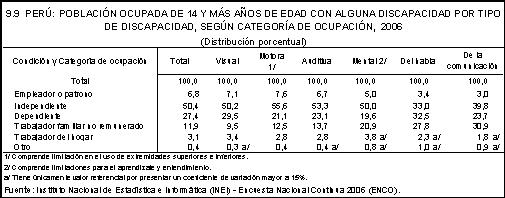 9.9 PERÚ: POBLACIÓN OCUPADA DE 14 Y MÁS AÑOS DE EDAD CON ALGUNA DISCAPACIDAD POR TIPO
DE DISCAPACIDAD, SEGÚN CATEGORÍA DE OCUPACIÓN, 2006
(Distribución porcentual)
Condición y Categoría de ocupación Total Visual Motora 1/ Auditiva Mental 2/ Del habla De la comunicación
Total 100,0 100,0 100,0 100,0 100,0 100,0 100,0
Empleador o patrono 6,8 7,1 7,6 6,7 5,0 3,4 3,0
Independiente 50,4 50,2 55,6 53,3 50,0 33,0 39,8
Dependiente 27,4 29,5 21,1 23,1 19,6 32,5 23,7
Trabajador familiar no remunerado 11,9 9,5 12,5 13,7 20,9 27,8 30,9
Trabajador del hogar 3,1 3,4 2,8 2,8 3,8 a/ 2,3 a/ 1,8 a/
Otro 0,4 0,3 a/ 0,4 0,4 a/ 0,8 a/ 1,0 a/ 0,9 a/
1/ Comprende limitación en el uso de extremidades superiores e inferiores.
2/ Comprende limitaciones para el aprendizaje y entendimiento.
a/ Tiene únicamente valor referencial por presentar un coeficiente de variación mayor a 15%.
Fuente: Instituto Nacional de Estadística e Informática (INEI) - Encuesta Nacional Continua 2006 (ENCO).